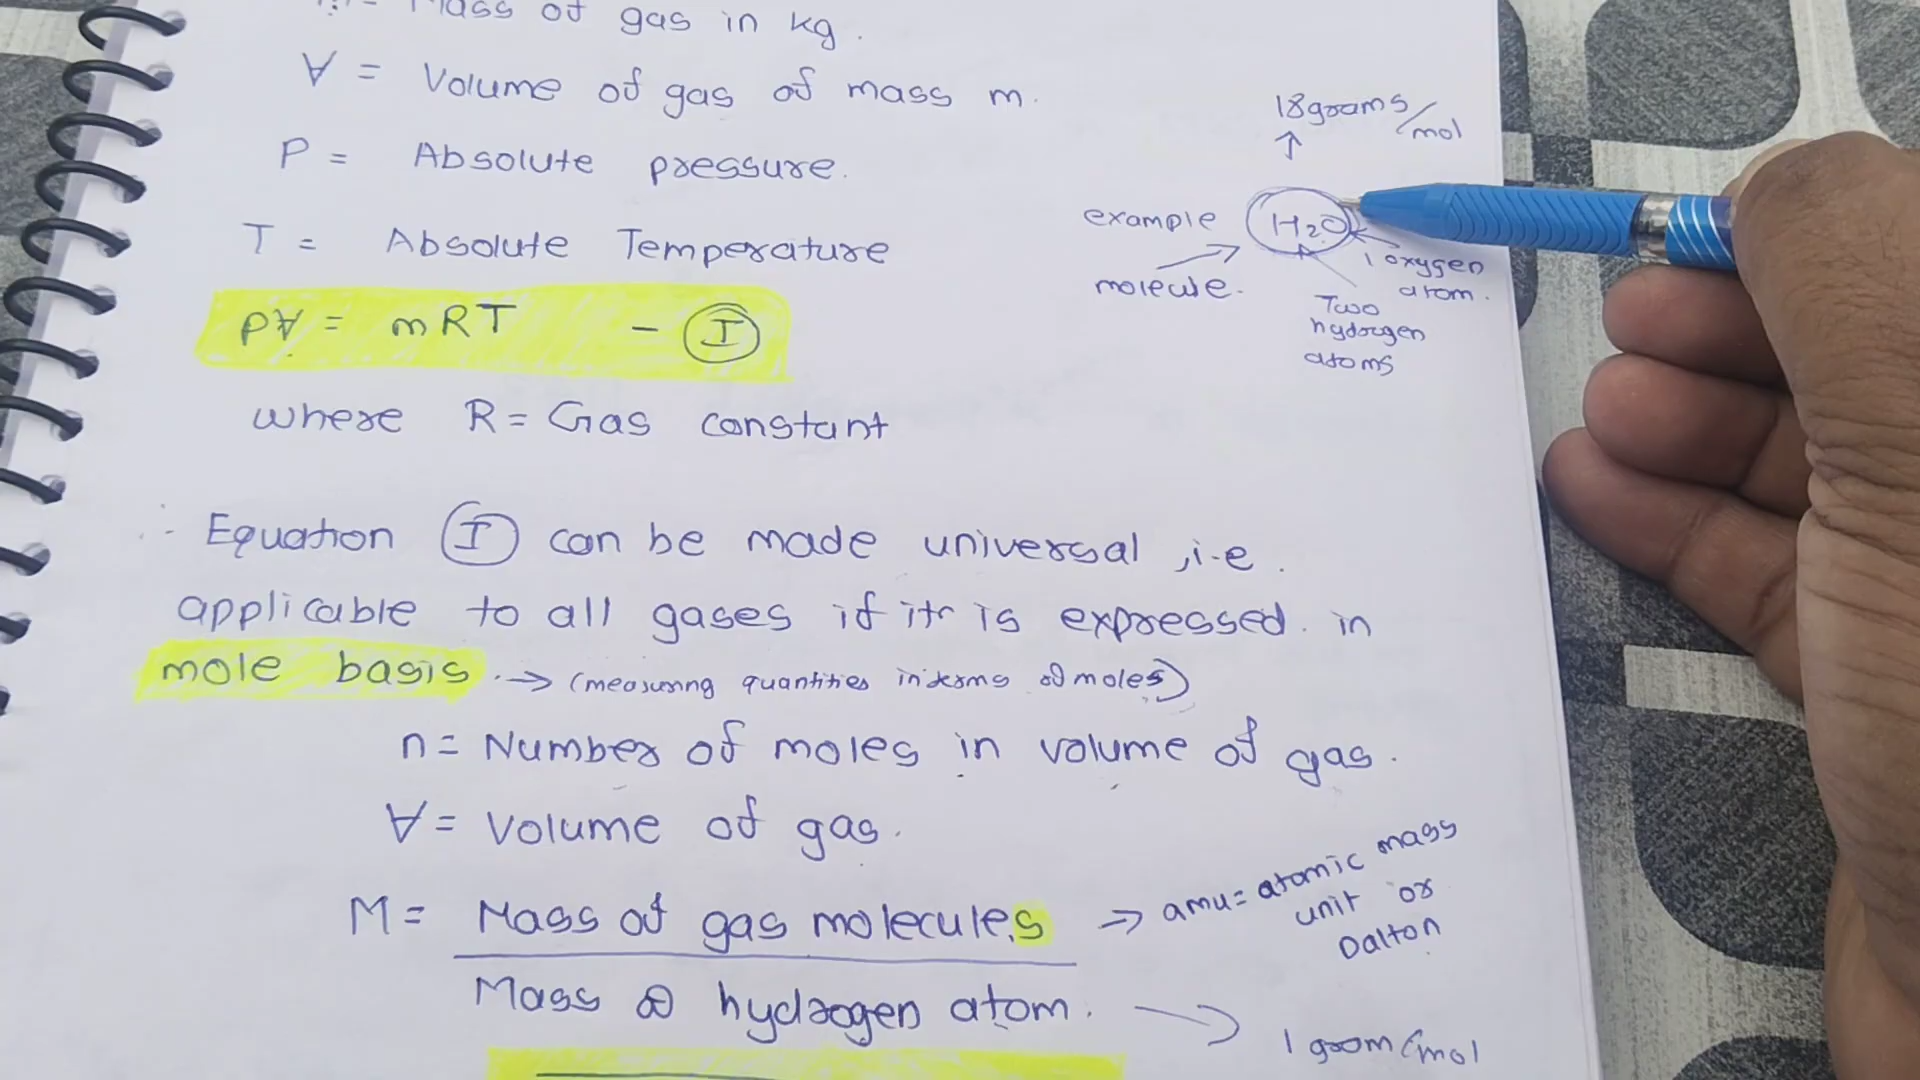 Mass of gas in kg.
∀ = Volume of gas of mass m.
P = Absolute pressure.
T = Absolute Temperature
P∀ = mRT - (I)
where R = Gas constant
18grams/mol
↑
example
molecule.
H₂O
1 oxygen
atom.
Two
hydrogen
atoms
Equation (I) can be made universal, i.e.
applicable to all gases if it is expressed in
mole basis. → (measuring quantities in terms of moles)
n = Number of moles in volume of gas.
∀ = Volume of gas.
M = Mass of gas molecules
Mass of hydrogen atom.
→ amu = atomic mass
unit or
Dalton
1 gram/mol